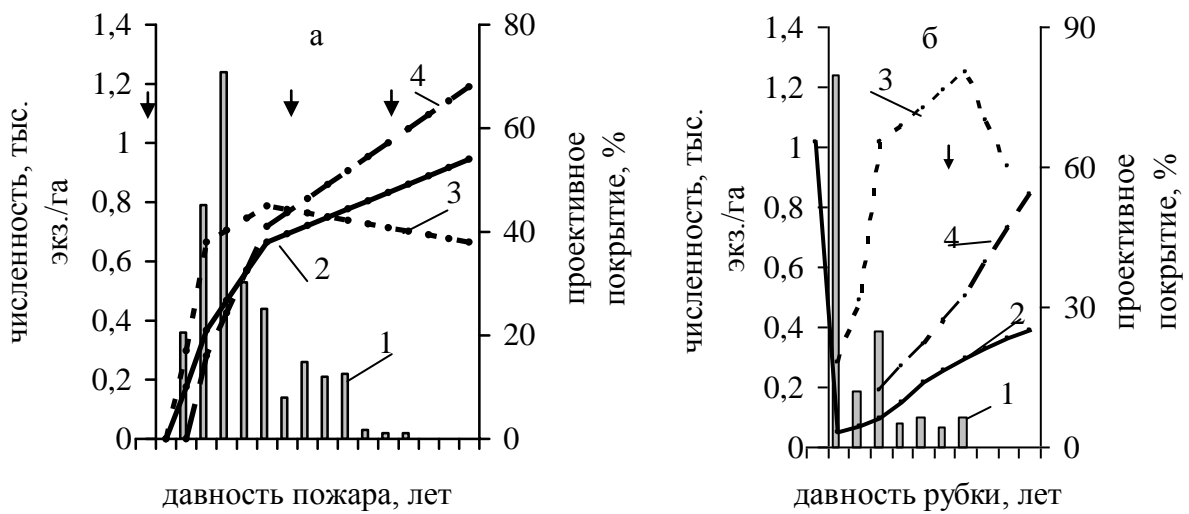 а
численность, тыс.
экз./га
1,4
1,2
1
0,8
0,6
0,4
0,2
0
80
60
40
20
0
проективное
покрытие, %
4
3
2
1
давность пожара, лет
б
численность, тыс.
экз./га
1,4
1,2
1
0,8
0,6
0,4
0,2
0
90
60
30
0
проективное
покрытие, %
3
4
2
1
давность рубки, лет